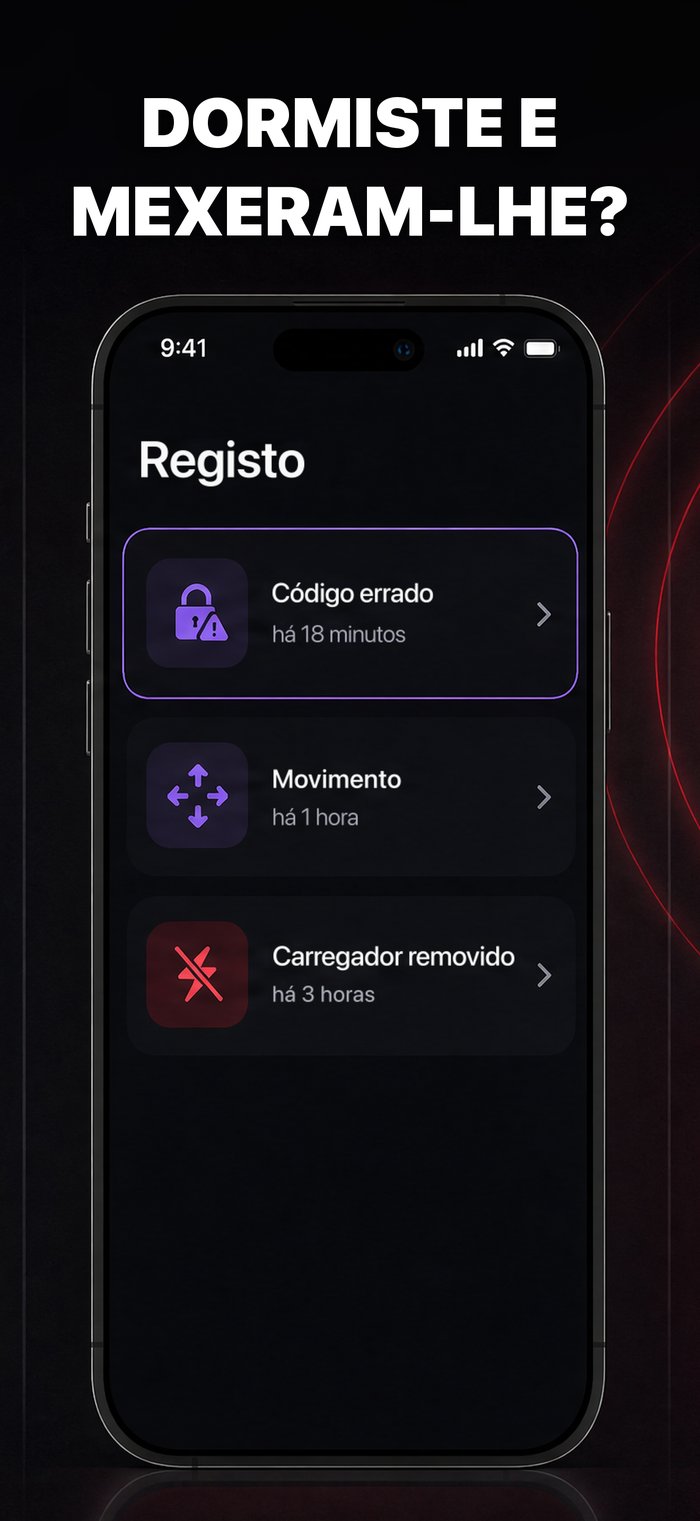 DORMISTE E
MEXERAM-LHE?
9:41
Registo
Código errado
há 18 minutos
Movimento
há 1 hora
Carregador removido
há 3 horas